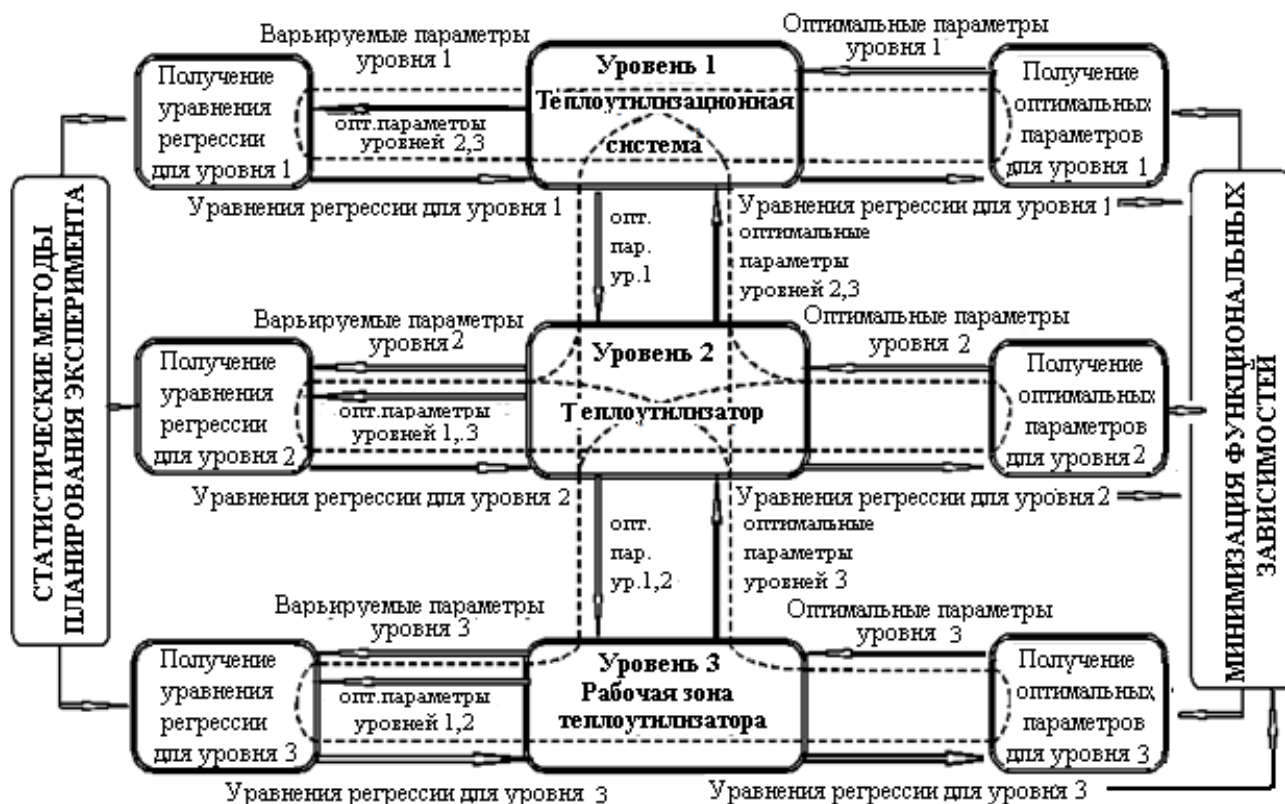 Варьируемые параметры
уровня 1
Оптимальные параметры
уровня 1
Получение
уравнения
регрессии
для уровня 1
Уровень 1
Теплоутилизационная
система
Получение
оптимальных
параметров
для уровня 1
опт.параметры
уровней 2,3
Уравнения регрессии для уровня 1
Уравнения регрессии для уровня 1
опт.
пар.
ур.1
оптимальные
параметры
уровней 2,3
СТАТИСТИЧЕСКИЕ МЕТОДЫ
ПЛАНИРОВАНИЯ ЭКСПЕРИМЕНТА
МИНИМИЗАЦИЯ ФУНКЦИОНАЛЬНЫХ
ЗАВИСИМОСТЕЙ
Варьируемые параметры
уровня 2
Оптимальные параметры
уровня 2
Получение
уравнения
регрессии
для уровня 2
Уровень 2
Теплоутилизатор
Получение
оптимальных
параметров
для уровня 2
опт.параметры
уровней 1,.3
Уравнения регрессии для уровня 2
Уравнения регрессии для уровня 2
опт.
пар.
ур.1,2
оптимальные
параметры
уровней 3
Варьируемые параметры
уровня 3
Оптимальные параметры
уровня 3
Получение
уравнения
регрессии
для уровня 3
Уровень 3
Рабочая зона
теплоутилизатора
Получение
оптимальных
параметров
для уровня 3
опт.параметры
уровней 1,2
Уравнения регрессии для уровня 3
Уравнения регрессии для уровня 3